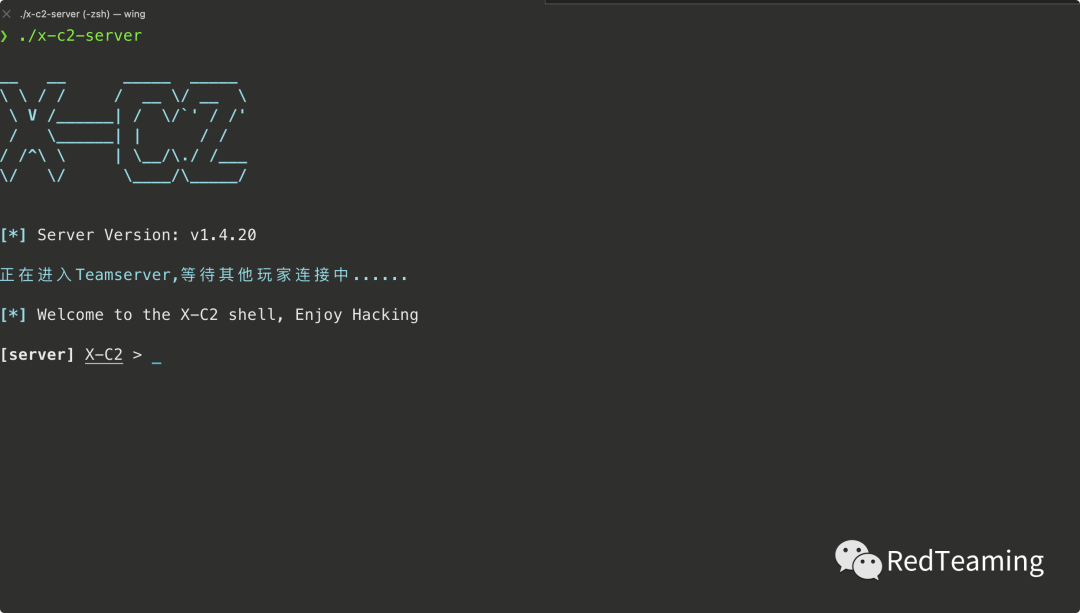 ./x-c2-server (-zsh) — wing
❯ ./x-c2-server
X-C2
[*] Server Version: v1.4.20
正在进入Teamserver,等待其他玩家连接中......
[*] Welcome to the X-C2 shell, Enjoy Hacking
[server] X-C2 > _
RedTeaming